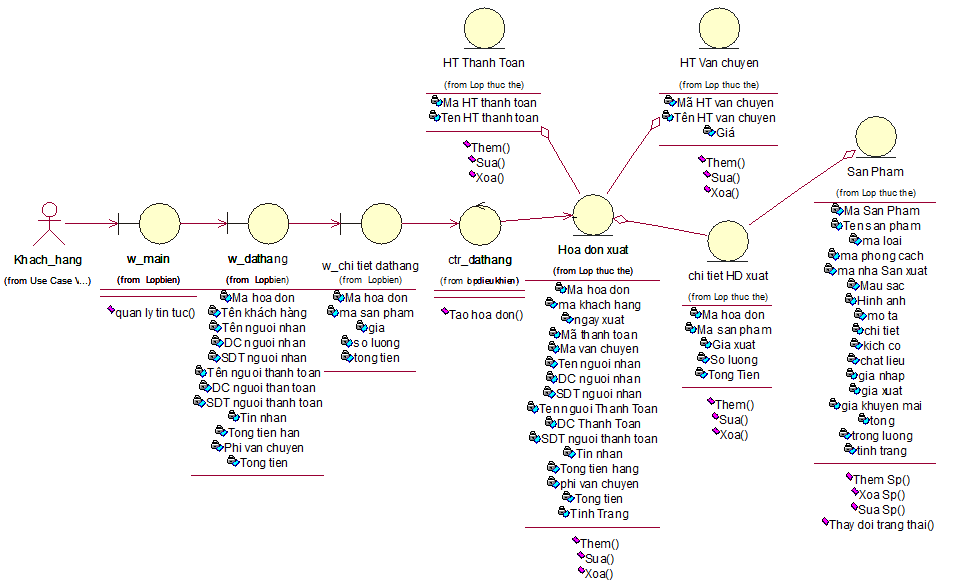 HT Thanh Toan
(from Lop thuc the)
Ma HT thanh toan
Ten HT thanh toan
Them()
Sua()
Xoa()
HT Van chuyen
(from Lop thuc the)
Mã HT van chuyen
Tên HT van chuyen
Giá
Them()
Sua()
Xoa()
San Pham
(from Lop thuc the)
Ma San Pham
Ten san pham
ma loai
ma phong cach
ma nha San xuat
Mau sac
Hinh anh
mo ta
chi tiet
kich co
chat lieu
gia nhap
gia xuat
gia khuyen mai
tong
trong luong
tinh trang
Them Sp()
Xoa Sp()
Sua Sp()
Thay doi trang thai()
Khach_hang
(from Use Case V...)
w_main
(from Lopbien)
quan ly tin tuc()
w_dathang
(from Lopbien)
Ma hoa don
Tên khách hàng
Tên nguoi nhan
DC nguoi nhan
SDT nguoi nhan
Tên nguoi thanh toan
DC nguoi than toan
SDT nguoi thanh toan
Tin nhan
Tong tien han
Phi van chuyen
Tong tien
w_chi tiet dathang
(from Lopbien)
Ma hoa don
ma san pham
gia
so luong
tong tien
ctr_dathang
(from lopdieukhien)
Tao hoa don()
Hoa don xuat
(from Lop thuc the)
Ma hoa don
ma khach hang
ngay xuat
Mã thanh toan
Ma van chuyen
Ten nguoi nhan
DC nguoi nhan
SDT nguoi nhan
Ten nguoi Thanh Toan
DC Thanh Toan
SDT nguoi thanh toan
Tin nhan
Tong tien hang
phi van chuyen
Tong tien
Tinh Trang
Them()
Sua()
Xoa()
chi tiet HD xuat
(from Lop thuc the)
Ma hoa don
Ma san pham
Gia xuat
So luong
Tong Tien
Them()
Sua()
Xoa()